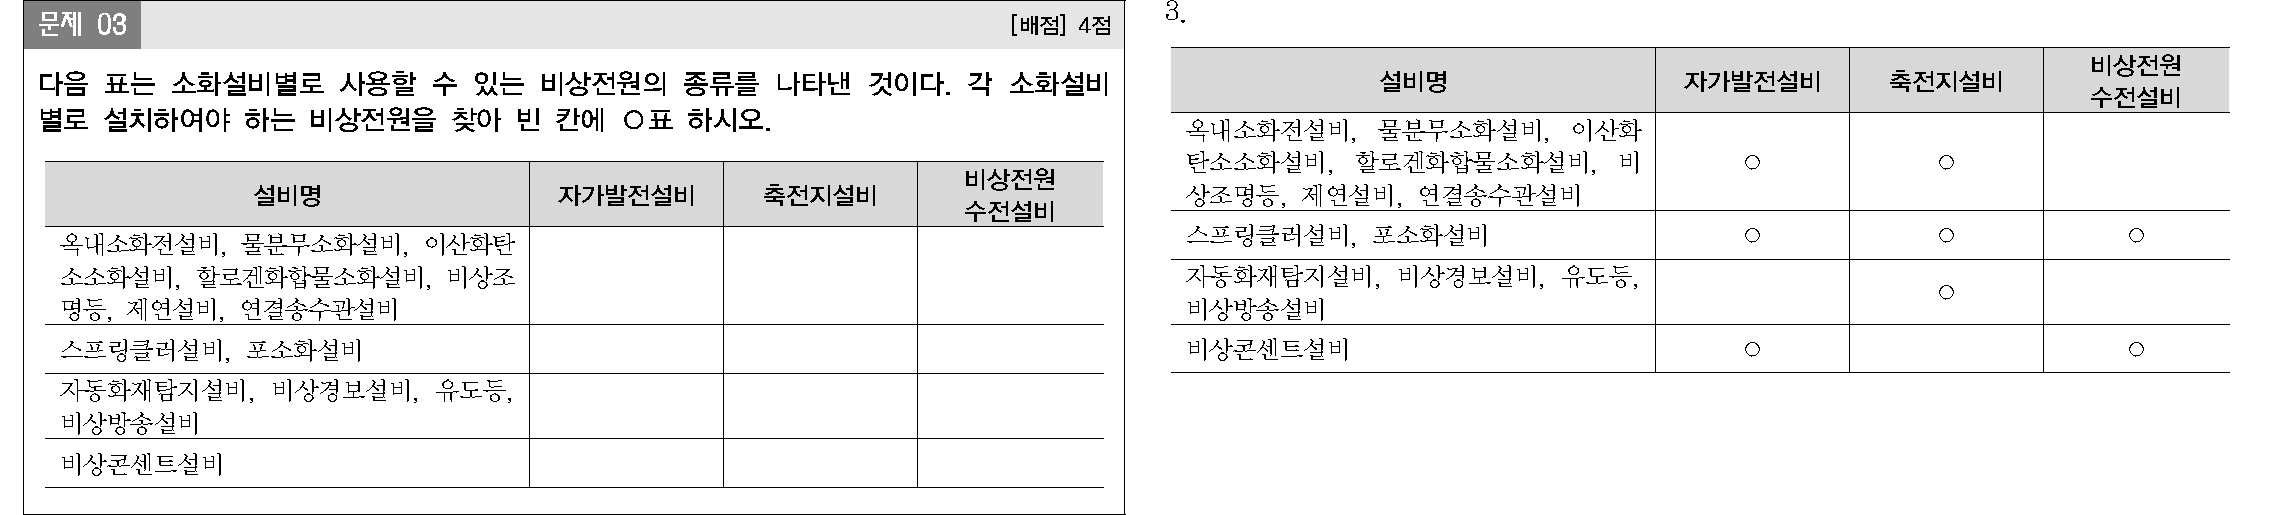 문제 03
[배점] 4점
다음 표는 소화설비별로 사용할 수 있는 비상전원의 종류를 나타낸 것이다. 각 소화설비
별로 설치하여야 하는 비상전원을 찾아 빈 칸에 ○표 하시오.
설비명 자가발전설비 축전지설비 비상전원
수전설비
옥내소화전설비, 물분무소화설비, 이산화탄
소소화설비, 할로겐화합물소화설비, 비상조
명등, 제연설비, 연결송수관설비
스프링클러설비, 포소화설비
자동화재탐지설비, 비상경보설비, 유도등,
비상방송설비
비상콘센트설비
3.
설비명 자가발전설비 축전지설비 비상전원
수전설비
옥내소화전설비, 물분무소화설비, 이산화
탄소소화설비, 할로겐화합물소화설비, 비 ○ ○
상조명등, 제연설비, 연결송수관설비
스프링클러설비, 포소화설비 ○ ○ ○
자동화재탐지설비, 비상경보설비, 유도등,
○
비상방송설비
비상콘센트설비 ○ ○